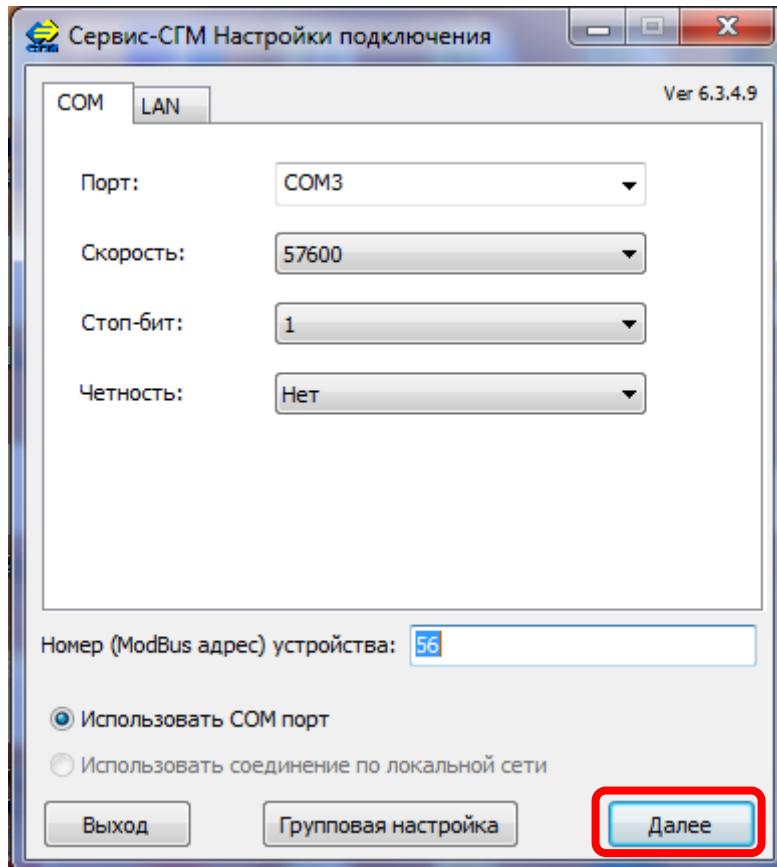 Сервис-СГМ Настройки подключения
Ver 6.3.4.9
COM LAN
Порт: COM3
Скорость: 57600
Стоп-бит: 1
Четность: Нет
Номер (ModBus адрес) устройства: 56
Использовать COM порт
Использовать соединение по локальной сети
Выход Групповая настройка Далее